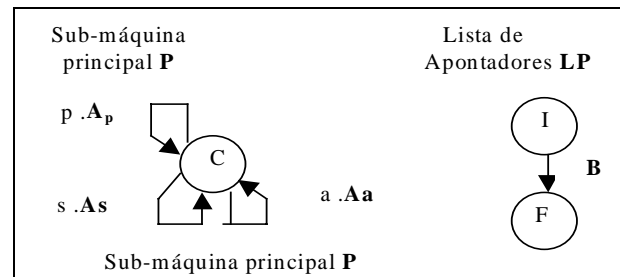 Sub-máquina
principal P
Lista de
Apontadores LP
p .Ap
C
I
B
s .As
a .Aa
F
Sub-máquina principal P